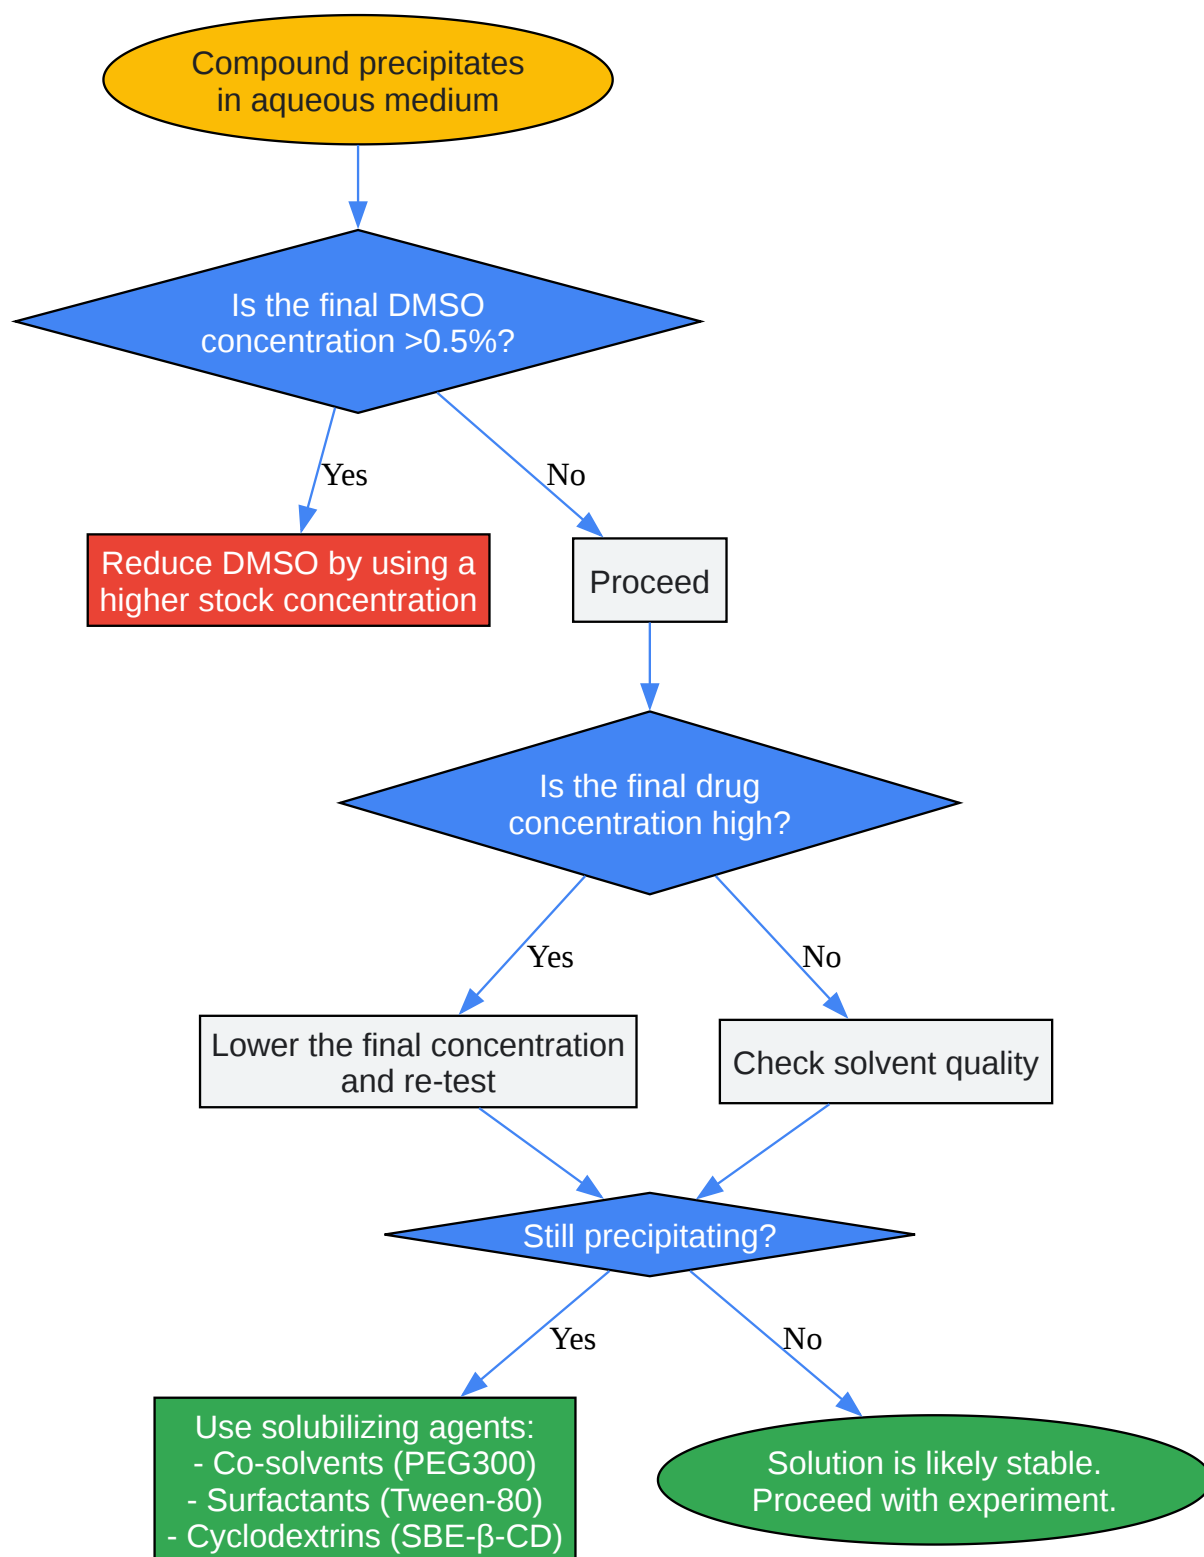 Compound precipitates
in aqueous medium
Is the final DMSO
concentration >0.5%?
Yes
No
Reduce DMSO by using a
higher stock concentration
Proceed
Is the final drug
concentration high?
Yes
No
Lower the final concentration
and re-test
Check solvent quality
Still precipitating?
Yes
No
Use solubilizing agents:
- Co-solvents (PEG300)
- Surfactants (Tween-80)
- Cyclodextrins (SBE-β-CD)
Solution is likely stable.
Proceed with experiment.